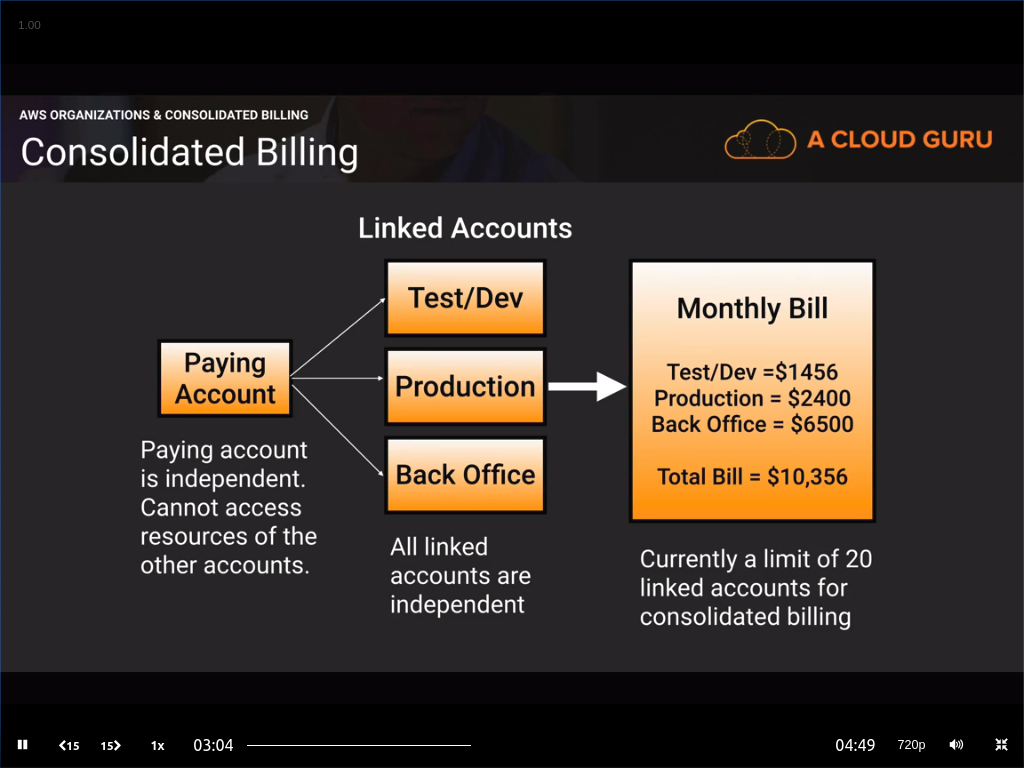 1.00
AWS ORGANIZATIONS & CONSOLIDATED BILLING
Consolidated Billing
A CLOUD GURU
Linked Accounts
Test/Dev
Production
Back Office
Paying
Account
Paying account
is independent.
Cannot access
resources of the
other accounts.
All linked
accounts are
independent
Monthly Bill
Test/Dev =$1456
Production = $2400
Back Office = $6500
Total Bill = $10,356
Currently a limit of 20
linked accounts for
consolidated billing
15 15 1x 03:04 04:49 720p